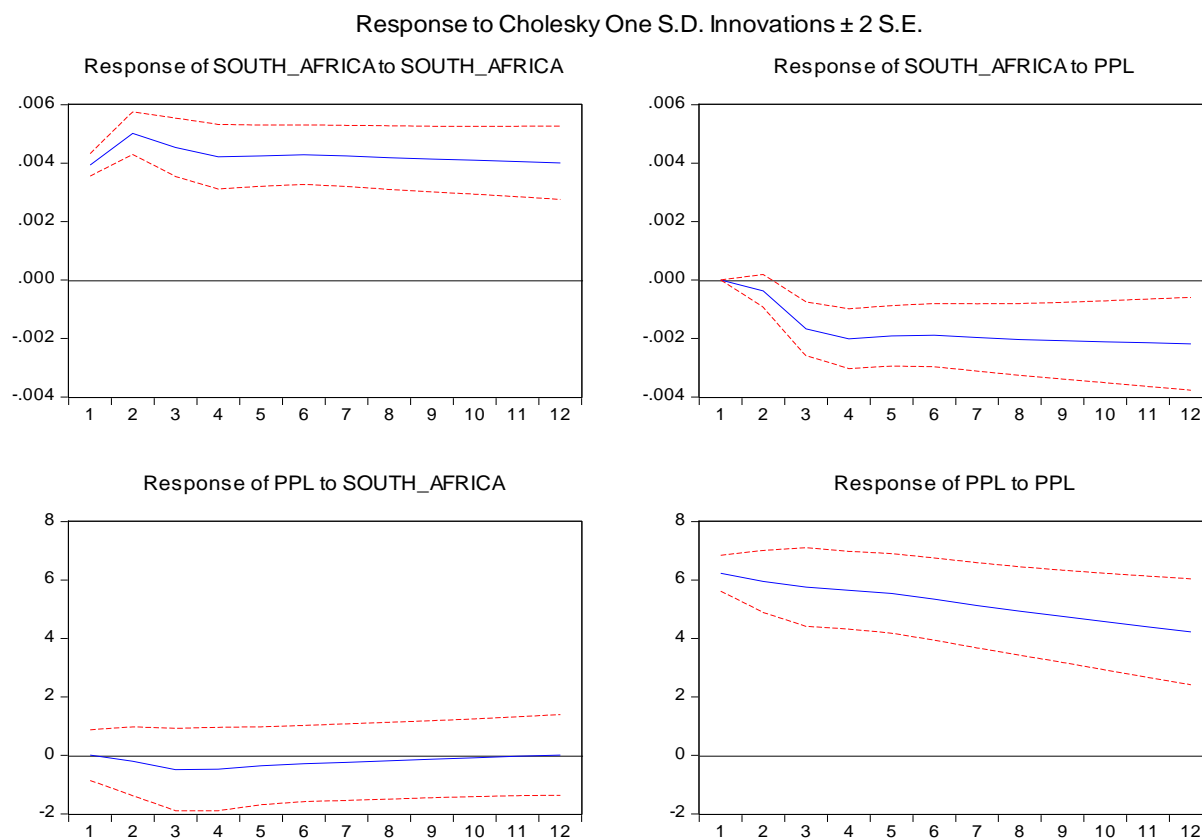 Response to Cholesky One S.D. Innovations ± 2 S.E.
Response of SOUTH_AFRICA to SOUTH_AFRICA
.006
.004
.002
.000
-.002
-.004
1 2 3 4 5 6 7 8 9 10 11 12
Response of SOUTH_AFRICA to PPL
.006
.004
.002
.000
-.002
-.004
1 2 3 4 5 6 7 8 9 10 11 12
Response of PPL to SOUTH_AFRICA
8
6
4
2
0
-2
1 2 3 4 5 6 7 8 9 10 11 12
Response of PPL to PPL
8
6
4
2
0
-2
1 2 3 4 5 6 7 8 9 10 11 12